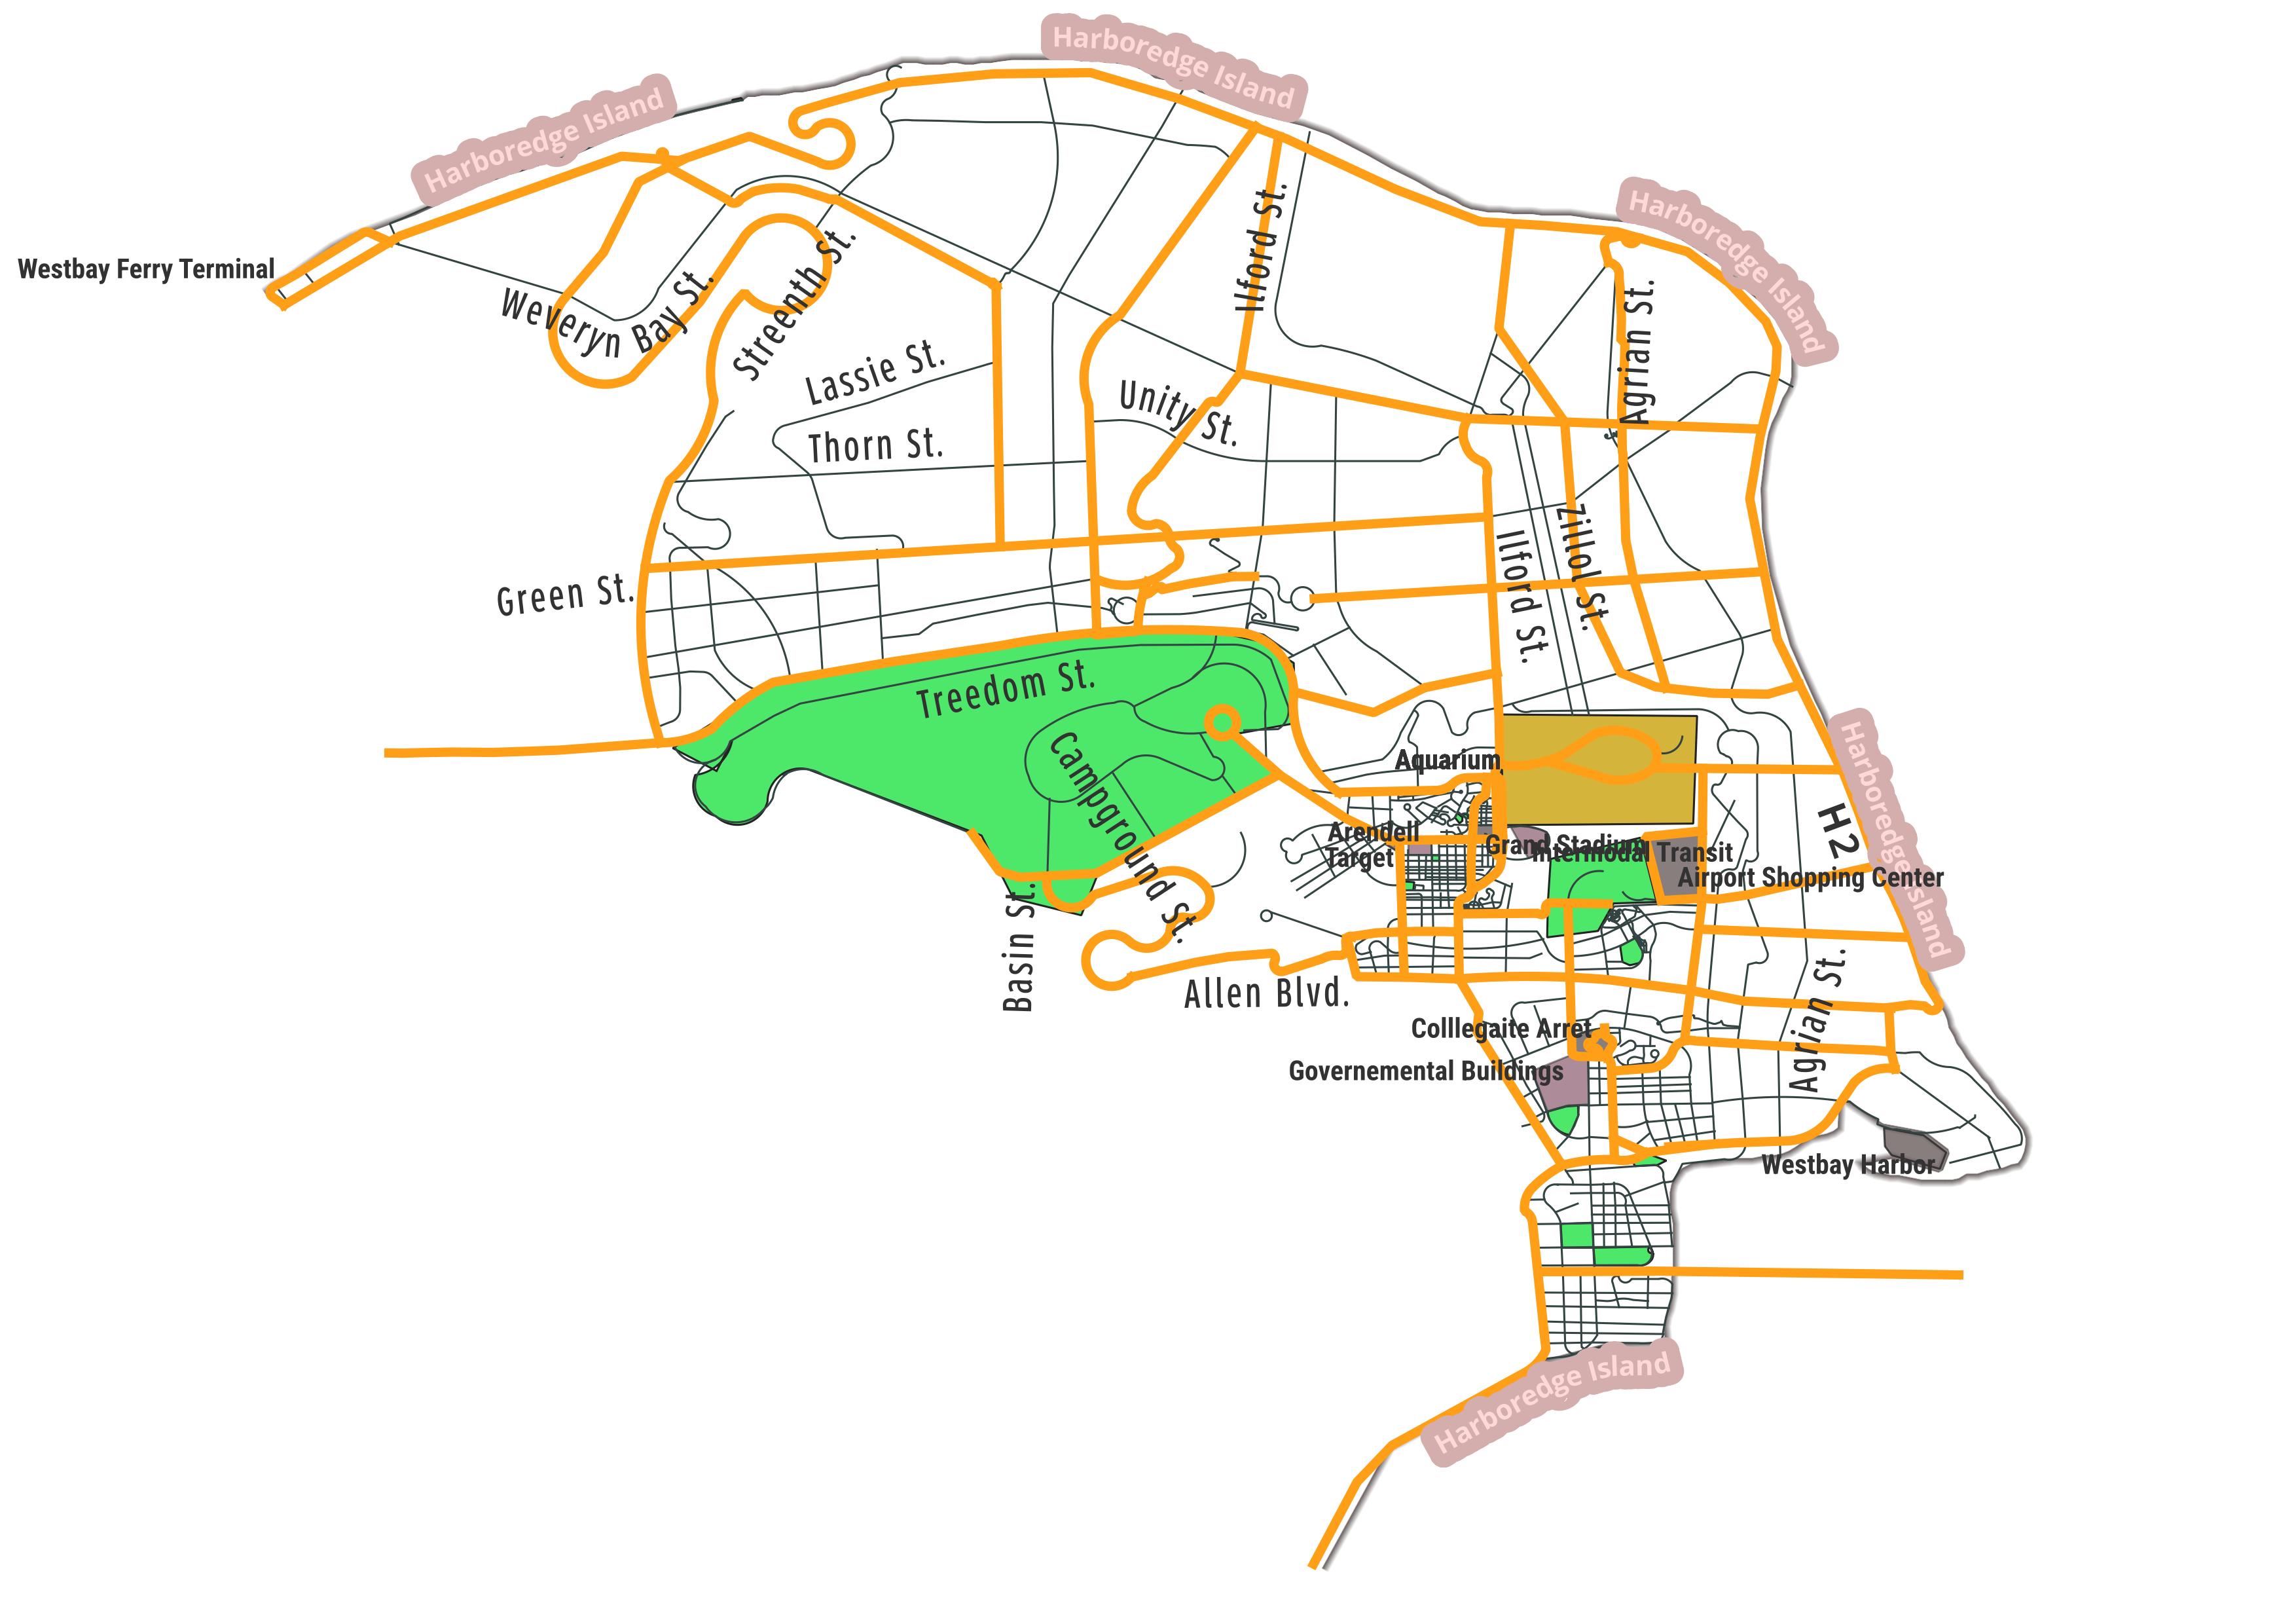 Harboredge Island
Harboredge Island
Harboredge Island
Westbay Ferry Terminal
Weveryn Bay St.
Streenth St.
Ilford St.
Agrian St.
Lassie St.
Unity St.
Thorn St.
Green St.
Ilford St.
Zillol St.
Treedom St.
Campground St.
Aquarium
Harboredge Island
H2
Arendell
Target
Grand Stadium
Intermodal Transit
Airport Shopping Center
Basin St.
Allen Blvd.
Agrian St.
Colllegaite Arret
Governemental Buildings
Westbay Harbor
Harboredge Island